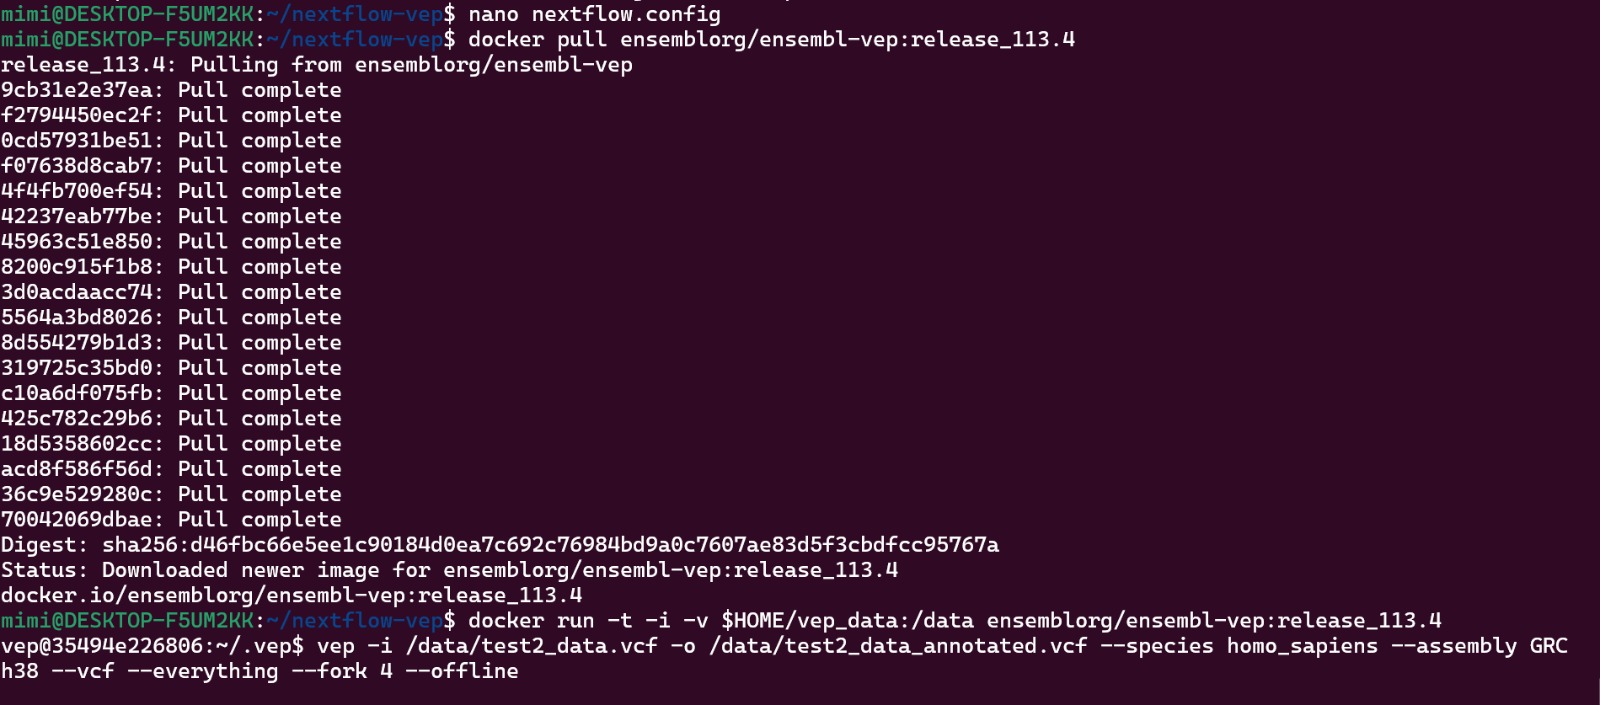 mimi@DESKTOP-F5UM2KK:~/nextflow-vep$ nano nextflow.config
mimi@DESKTOP-F5UM2KK:~/nextflow-vep$ docker pull ensemblorg/ensembl-vep:release_113.4
release_113.4: Pulling from ensemblorg/ensembl-vep
9cb31e2e37ea: Pull complete
f2794450ec2f: Pull complete
0cd57931be51: Pull complete
f07638d8cab7: Pull complete
4f4fb700ef54: Pull complete
42237eab77be: Pull complete
45963c51e850: Pull complete
8200c915f1b8: Pull complete
3d0acdaacc74: Pull complete
5564a3bd8026: Pull complete
8d554279b1d3: Pull complete
319725c35bd0: Pull complete
c10a6df075fb: Pull complete
425c782c29b6: Pull complete
18d5358602cc: Pull complete
acd8f586f56d: Pull complete
36c9e529280c: Pull complete
70042069dbae: Pull complete
Digest: sha256:d46fbc66e5ee1c90184d0ea7c692c76984bd9a0c7607ae83d5f3cbdfcc95767a
Status: Downloaded newer image for ensemblorg/ensembl-vep:release_113.4
docker.io/ensemblorg/ensembl-vep:release_113.4
mimi@DESKTOP-F5UM2KK:~/nextflow-vep$ docker run -t -i -v $HOME/vep_data:/data ensemblorg/ensembl-vep:release_113.4
vep@35494e226806:~/.vep$ vep -i /data/test2_data.vcf -o /data/test2_data_annotated.vcf --species homo_sapiens --assembly GRC
h38 --vcf --everything --fork 4 --offline